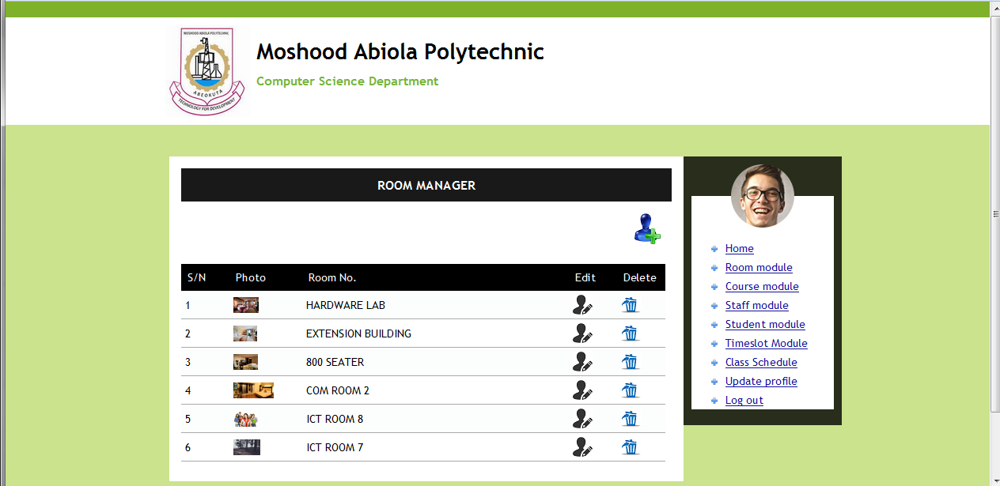 MOSHOOD ABIOLA POLYTECHNIC
ABEOKUTA
TECHNOLOGY FOR DEVELOPMENT
Moshood Abiola Polytechnic
Computer Science Department
ROOM MANAGER
S/N Photo Room No. Edit Delete
1 HARDWARE LAB
2 EXTENSION BUILDING
3 800 SEATER
4 COM ROOM 2
5 ICT ROOM 8
6 ICT ROOM 7
Home
Room module
Course module
Staff module
Student module
Timeslot Module
Class Schedule
Update profile
Log out